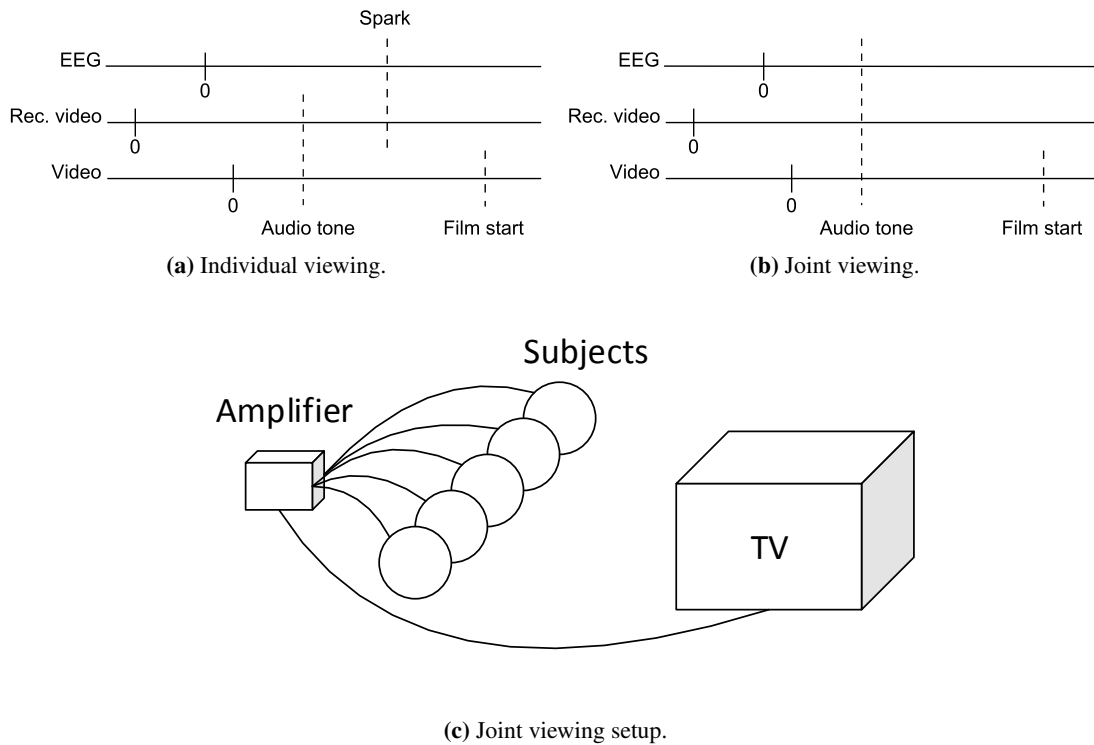 Spark
EEG
0
Rec. video
0
Video
0
Audio tone
Film start
(a) Individual viewing.
EEG
0
Rec. video
0
Video
0
Audio tone
Film start
(b) Joint viewing.
Subjects
Amplifier
TV
(c) Joint viewing setup.